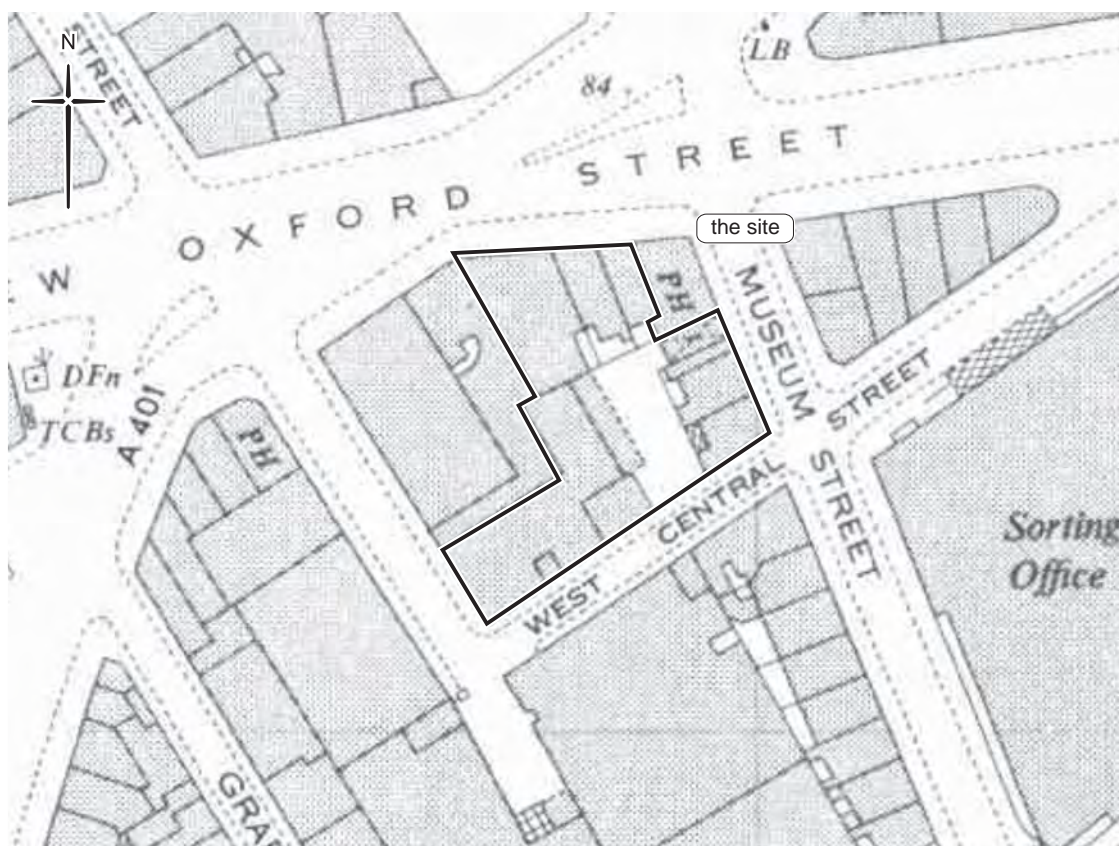 STREET
N
LB
84
W OXFORD STREET
the site
PH
MUSEUM STREET
DFn
TCBs
A 401
PH
WEST CENTRAL STREET
Sorting
Office
GRA